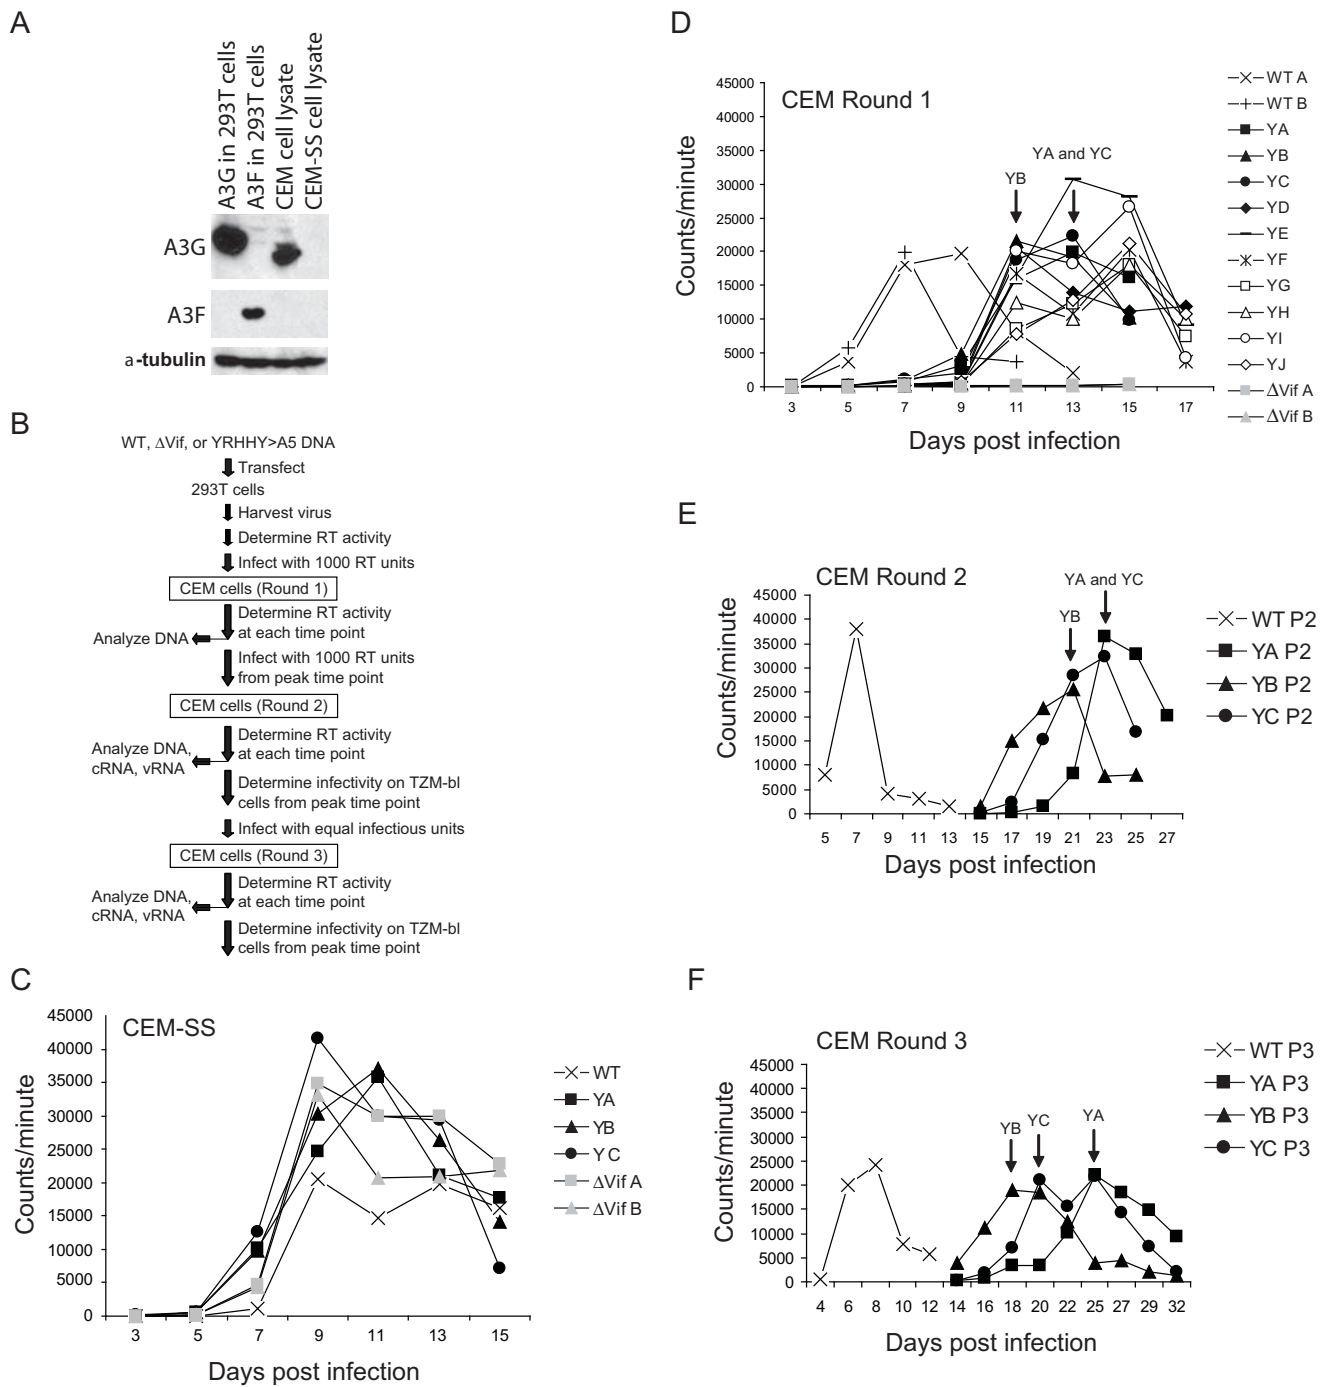 A
A3G in 293T cells
A3F in 293T cells
CEM cell lysate
CEM-SS cell lysate
A3G
A3F
a-tubulin
B
WT, ΔVif, or YRHHY>A5 DNA
Transfect
293T cells
Harvest virus
Determine RT activity
Infect with 1000 RT units
CEM cells (Round 1)
Determine RT activity
at each time point
Analyze DNA
Infect with 1000 RT units
from peak time point
CEM cells (Round 2)
Determine RT activity
at each time point
Analyze DNA,
cRNA, vRNA
Determine infectivity on TZM-bl
cells from peak time point
Infect with equal infectious units
CEM cells (Round 3)
Determine RT activity
at each time point
Analyze DNA,
cRNA, vRNA
Determine infectivity on TZM-bl
cells from peak time point
C
CEM-SS
Counts/minute
45000
40000
35000
30000
25000
20000
15000
10000
5000
0
3 5 7 9 11 13 15
Days post infection
WT
YA
YB
Y C
ΔVif A
ΔVif B
D
CEM Round 1
Counts/minute
45000
40000
35000
30000
25000
20000
15000
10000
5000
0
YA and YC
YB
3 5 7 9 11 13 15 17
Days post infection
WT A
WT B
YA
YB
YC
YD
YE
YF
YG
YH
YI
YJ
ΔVif A
ΔVif B
E
CEM Round 2
Counts/minute
45000
40000
35000
30000
25000
20000
15000
10000
5000
0
YA and YC
YB
5 7 9 11 13 15 17 19 21 23 25 27
Days post infection
WT P2
YA P2
YB P2
YC P2
F
CEM Round 3
Counts/minute
45000
40000
35000
30000
25000
20000
15000
10000
5000
0
YB
YC
YA
4 6 8 10 12 14 16 18 20 22 25 27 29 32
Days post infection
WT P3
YA P3
YB P3
YC P3